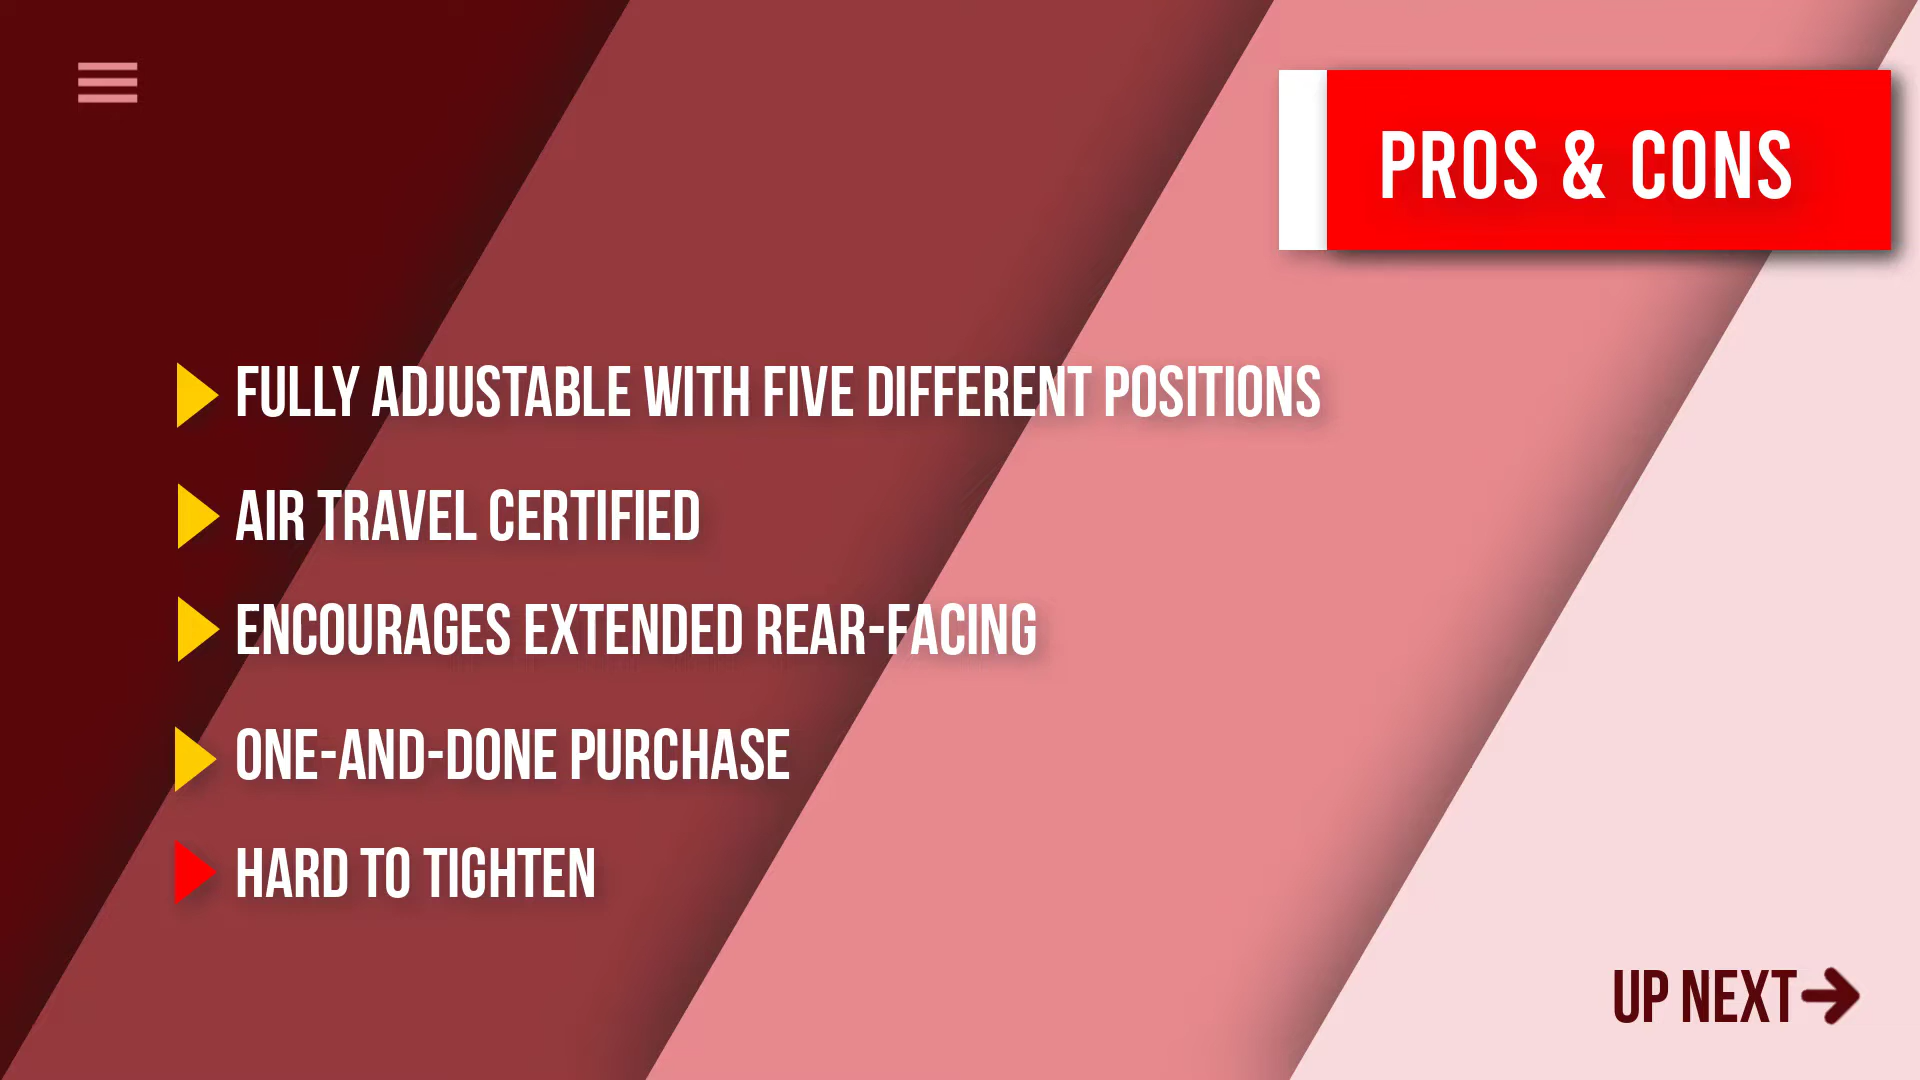 PROS & CONS
FULLY ADJUSTABLE WITH FIVE DIFFERENT POSITIONS
AIR TRAVEL CERTIFIED
ENCOURAGES EXTENDED REAR-FACING
ONE-AND-DONE PURCHASE
HARD TO TIGHTEN
UP NEXT